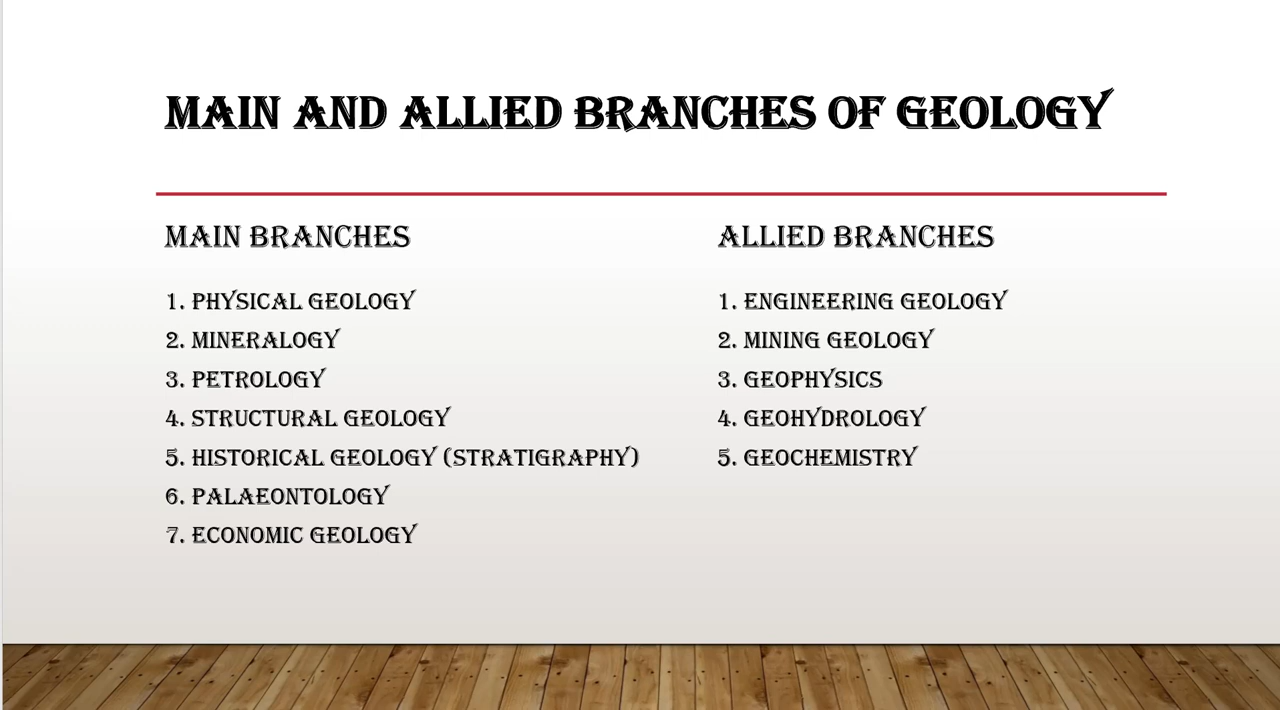 MAIN AND ALLIED BRANCHES OF GEOLOGY
MAIN BRANCHES
1. PHYSICAL GEOLOGY
2. MINERALOGY
3. PETROLOGY
4. STRUCTURAL GEOLOGY
5. HISTORICAL GEOLOGY (STRATIGRAPHY)
6. PALAEONTOLOGY
7. ECONOMIC GEOLOGY
ALLIED BRANCHES
1. ENGINEERING GEOLOGY
2. MINING GEOLOGY
3. GEOPHYSICS
4. GEOHYDROLOGY
5. GEOCHEMISTRY